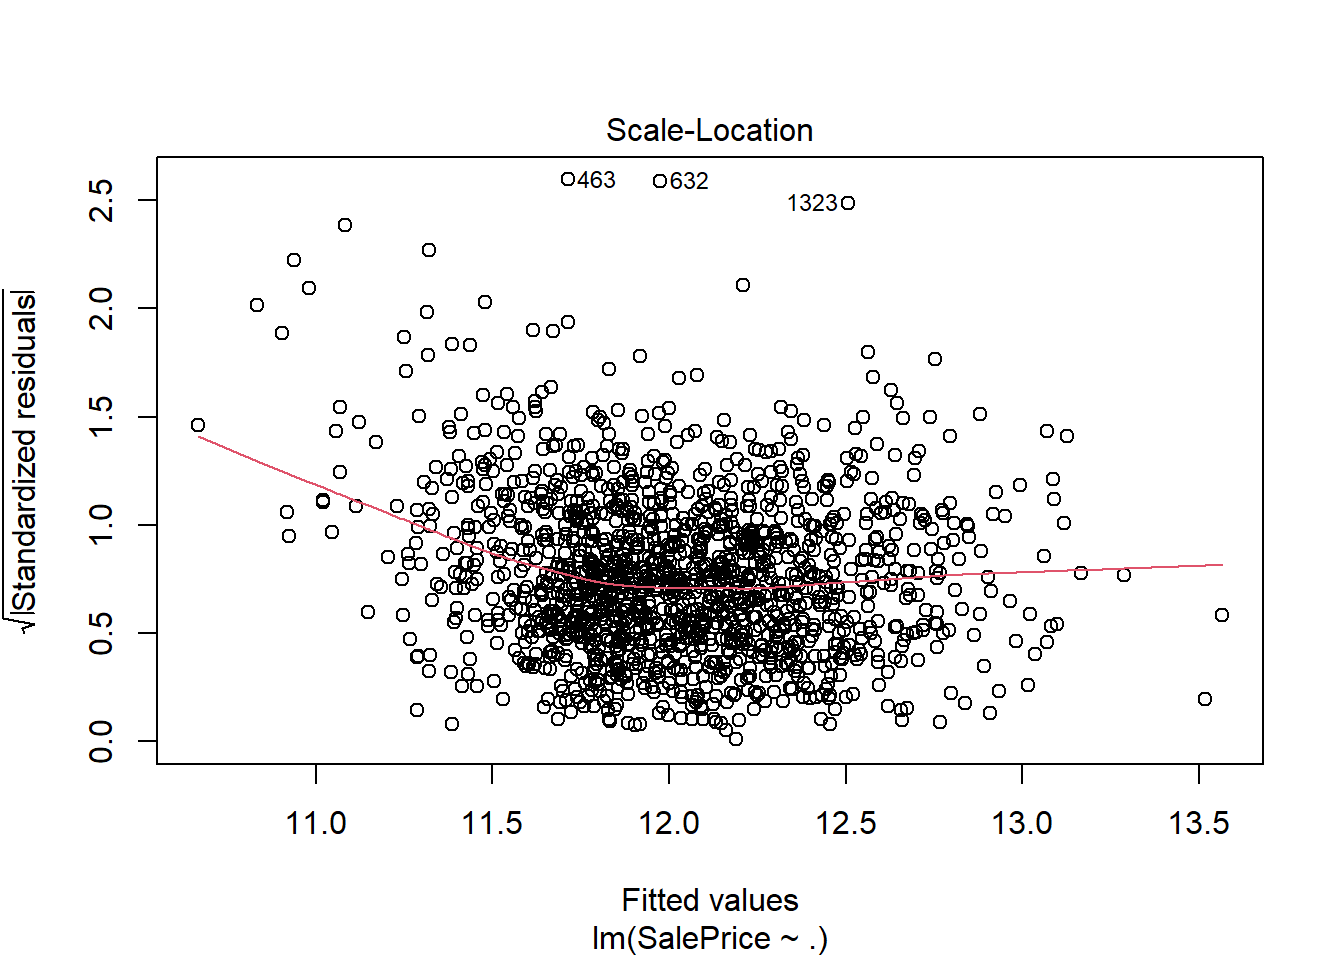 Scale-Location
463
632
1323
√|Standardized residuals|
2.5
2.0
1.5
1.0
0.5
0.0
11.0 11.5 12.0 12.5 13.0 13.5
Fitted values
lm(SalePrice ~ .)